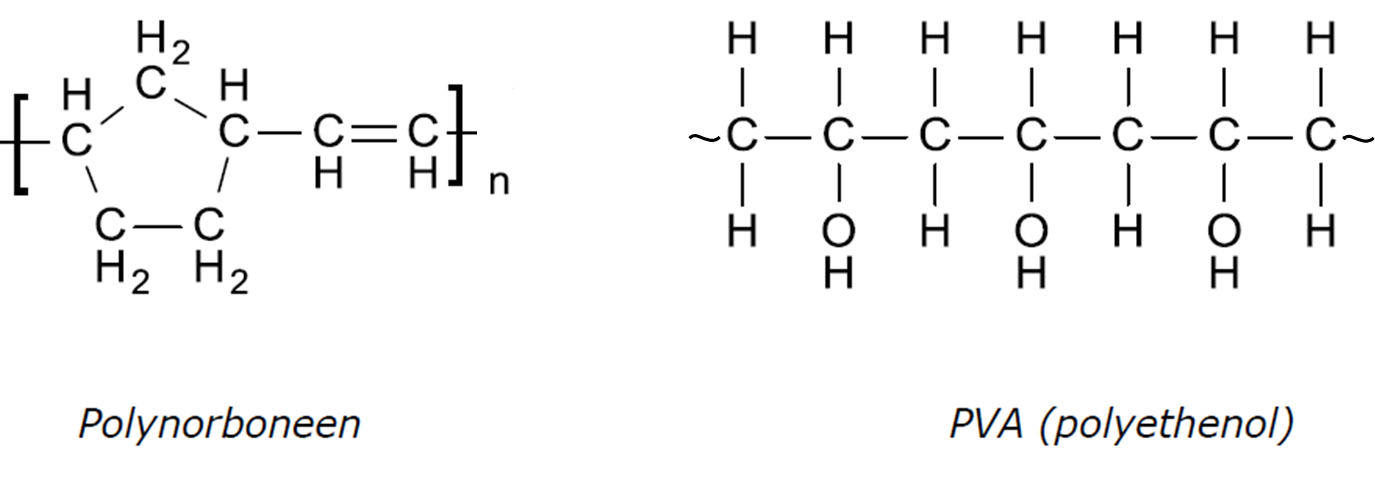 H2
H C H
[ C C — C = C ] n
H H
C — C
H2 H2
H H H H H H H
~C — C — C — C — C — C — C~
H O H O H O H
H H H
Polynorboneen
PVA (polyethenol)